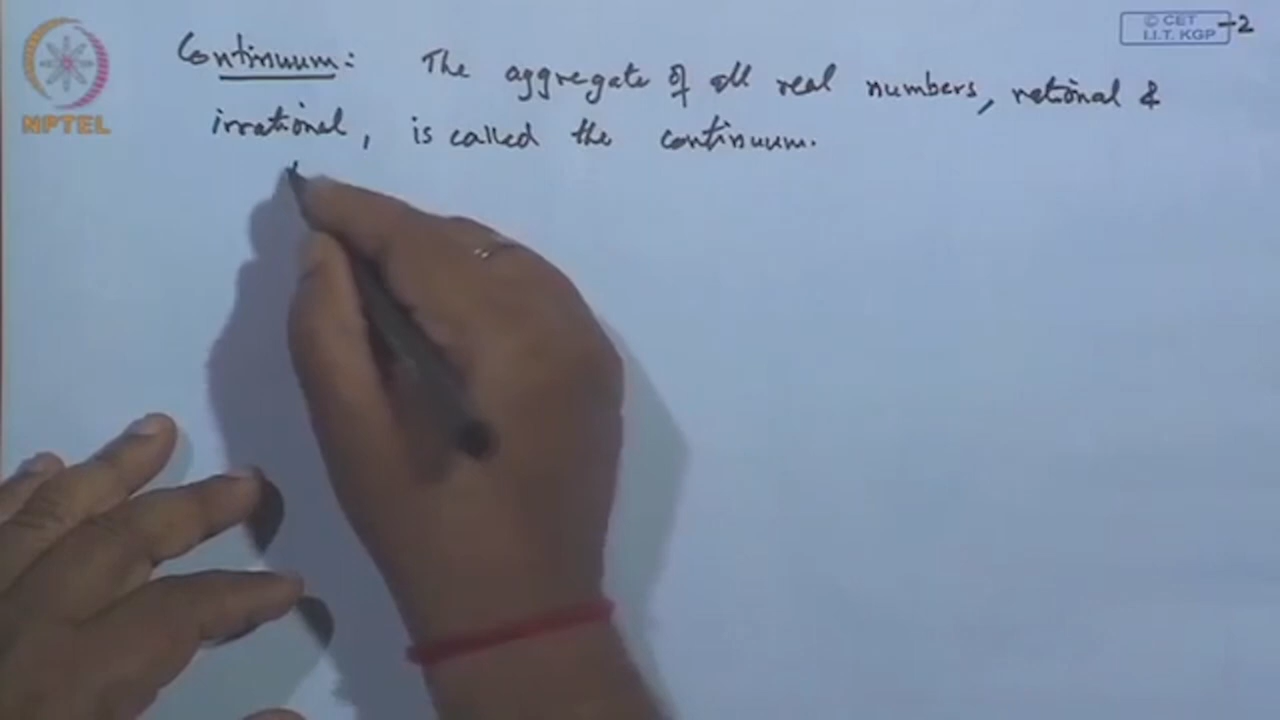 © CET
I.I.T. KGP -2
NPTEL
Continuum: The aggregate of all real numbers, rational &
irrational, is called the continuum.